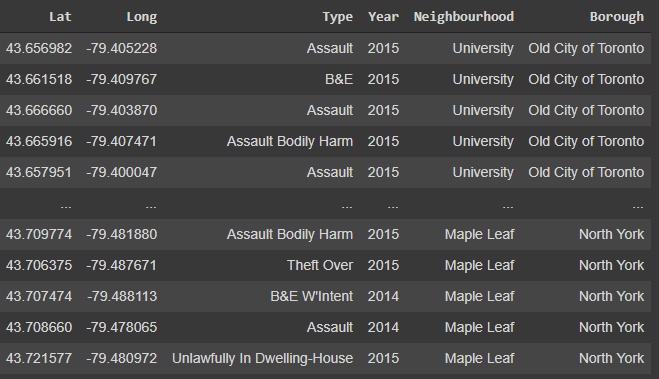 Lat Long Type Year Neighbourhood Borough
43.656982 -79.405228 Assault 2015 University Old City of Toronto
43.661518 -79.409767 B&E 2015 University Old City of Toronto
43.666660 -79.403870 Assault 2015 University Old City of Toronto
43.665916 -79.407471 Assault Bodily Harm 2015 University Old City of Toronto
43.657951 -79.400047 Assault 2015 University Old City of Toronto
... ... ... ... ... ...
43.709774 -79.481880 Assault Bodily Harm 2015 Maple Leaf North York
43.706375 -79.487671 Theft Over 2015 Maple Leaf North York
43.707474 -79.488113 B&E W'Intent 2014 Maple Leaf North York
43.708660 -79.478065 Assault 2014 Maple Leaf North York
43.721577 -79.480972 Unlawfully In Dwelling-House 2015 Maple Leaf North York